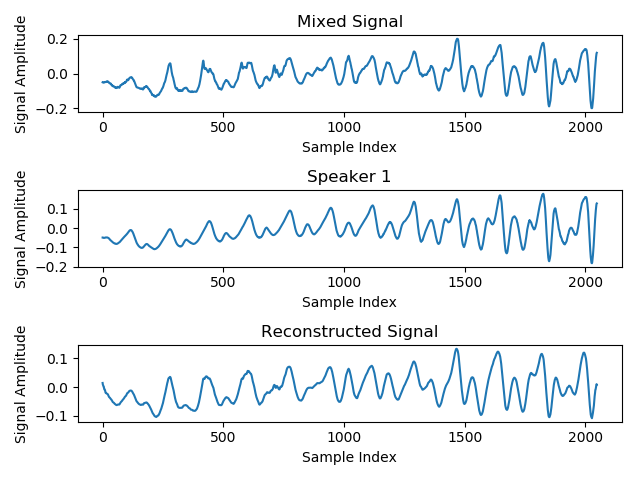 Mixed Signal
Signal Amplitude
0.2
0.0
−0.2
0 500 1000 1500 2000
Sample Index
Speaker 1
Signal Amplitude
0.1
0.0
−0.1
−0.2
0 500 1000 1500 2000
Sample Index
Reconstructed Signal
Signal Amplitude
0.1
0.0
−0.1
0 500 1000 1500 2000
Sample Index